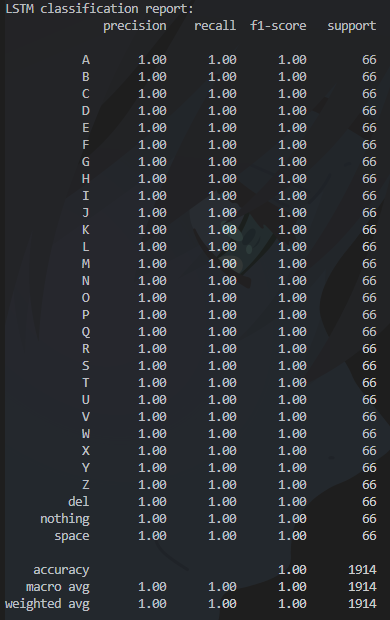 LSTM classification report:
precision recall f1-score support
A 1.00 1.00 1.00 66
B 1.00 1.00 1.00 66
C 1.00 1.00 1.00 66
D 1.00 1.00 1.00 66
E 1.00 1.00 1.00 66
F 1.00 1.00 1.00 66
G 1.00 1.00 1.00 66
H 1.00 1.00 1.00 66
I 1.00 1.00 1.00 66
J 1.00 1.00 1.00 66
K 1.00 1.00 1.00 66
L 1.00 1.00 1.00 66
M 1.00 1.00 1.00 66
N 1.00 1.00 1.00 66
O 1.00 1.00 1.00 66
P 1.00 1.00 1.00 66
Q 1.00 1.00 1.00 66
R 1.00 1.00 1.00 66
S 1.00 1.00 1.00 66
T 1.00 1.00 1.00 66
U 1.00 1.00 1.00 66
V 1.00 1.00 1.00 66
W 1.00 1.00 1.00 66
X 1.00 1.00 1.00 66
Y 1.00 1.00 1.00 66
Z 1.00 1.00 1.00 66
del 1.00 1.00 1.00 66
nothing 1.00 1.00 1.00 66
space 1.00 1.00 1.00 66
accuracy 1.00 1914
macro avg 1.00 1.00 1.00 1914
weighted avg 1.00 1.00 1.00 1914